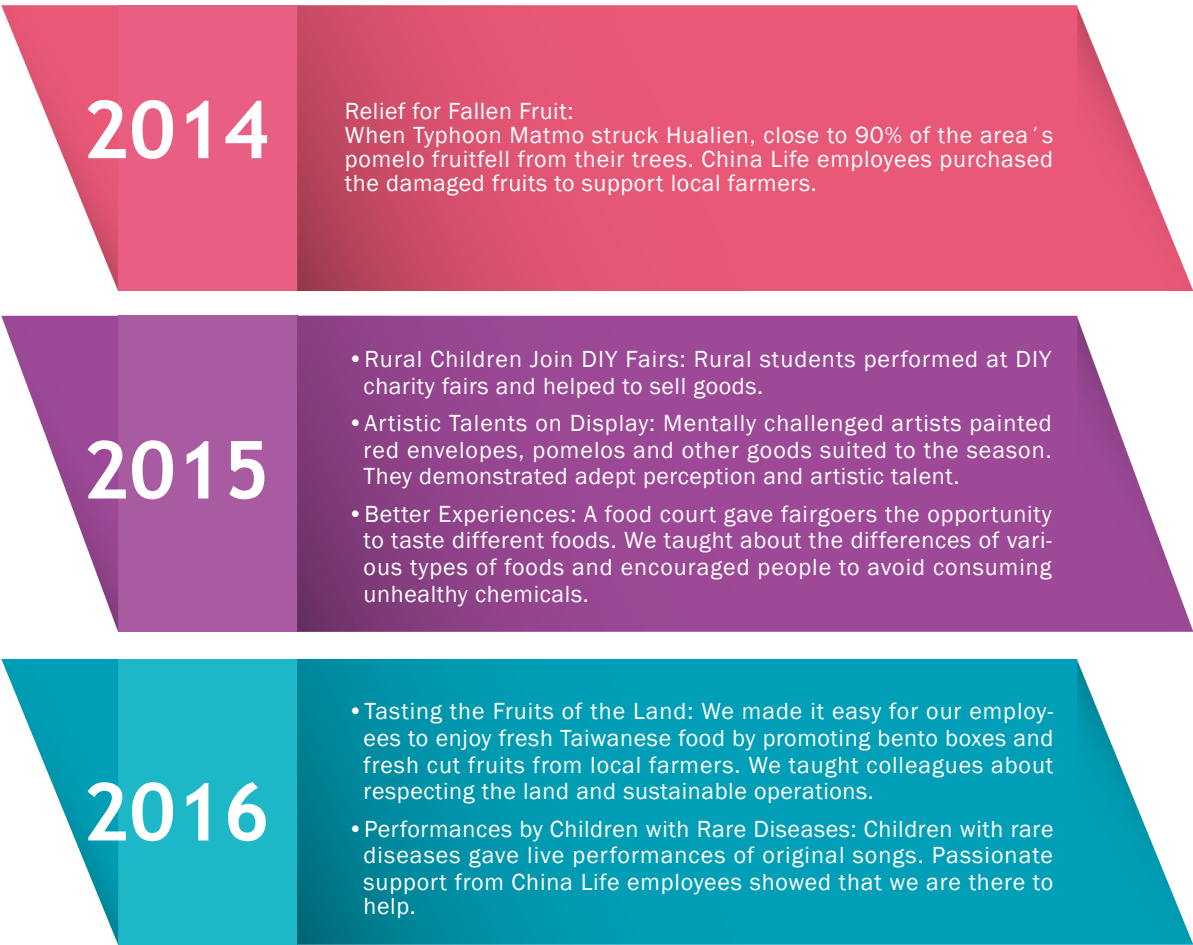 2014
Relief for Fallen Fruit:
When Typhoon Matmo struck Hualien, close to 90% of the area ′ s
pomelo fruitfell from their trees. China Life employees purchased
the damaged fruits to support local farmers.
2015
•Rural Children Join DIY Fairs: Rural students performed at DIY
charity fairs and helped to sell goods.
•Artistic Talents on Display: Mentally challenged artists painted
red envelopes, pomelos and other goods suited to the season.
They demonstrated adept perception and artistic talent.
•Better Experiences: A food court gave fairgoers the opportunity
to taste different foods. We taught about the differences of vari-
ous types of foods and encouraged people to avoid consuming
unhealthy chemicals.
2016
•Tasting the Fruits of the Land: We made it easy for our employ-
ees to enjoy fresh Taiwanese food by promoting bento boxes and
fresh cut fruits from local farmers. We taught colleagues about
respecting the land and sustainable operations.
•Performances by Children with Rare Diseases: Children with rare
diseases gave live performances of original songs. Passionate
support from China Life employees showed that we are there to
help.